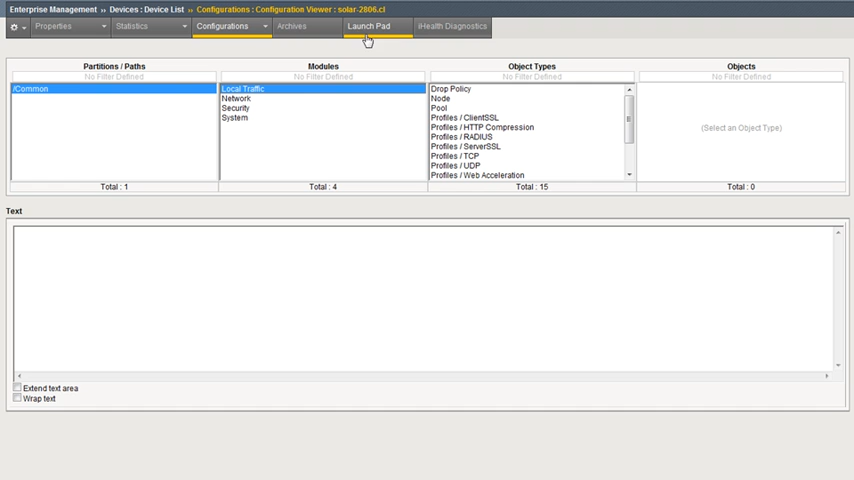 Enterprise Management ›› Devices : Device List ›› Configurations : Configuration Viewer : solar-2806.cl
Properties Statistics Configurations Archives Launch Pad iHealth Diagnostics
Partitions / Paths Modules Object Types Objects
No Filter Defined No Filter Defined No Filter Defined
/Common
Local Traffic
Network
Security
System
Drop Policy
Node
Pool
Profiles / ClientSSL
Profiles / HTTP Compression
Profiles / RADIUS
Profiles / ServerSSL
Profiles / TCP
Profiles / UDP
Profiles / Web Acceleration
(Select an Object Type)
Total : 1 Total : 4 Total : 15 Total : 0
Text
Extend text area
Wrap text